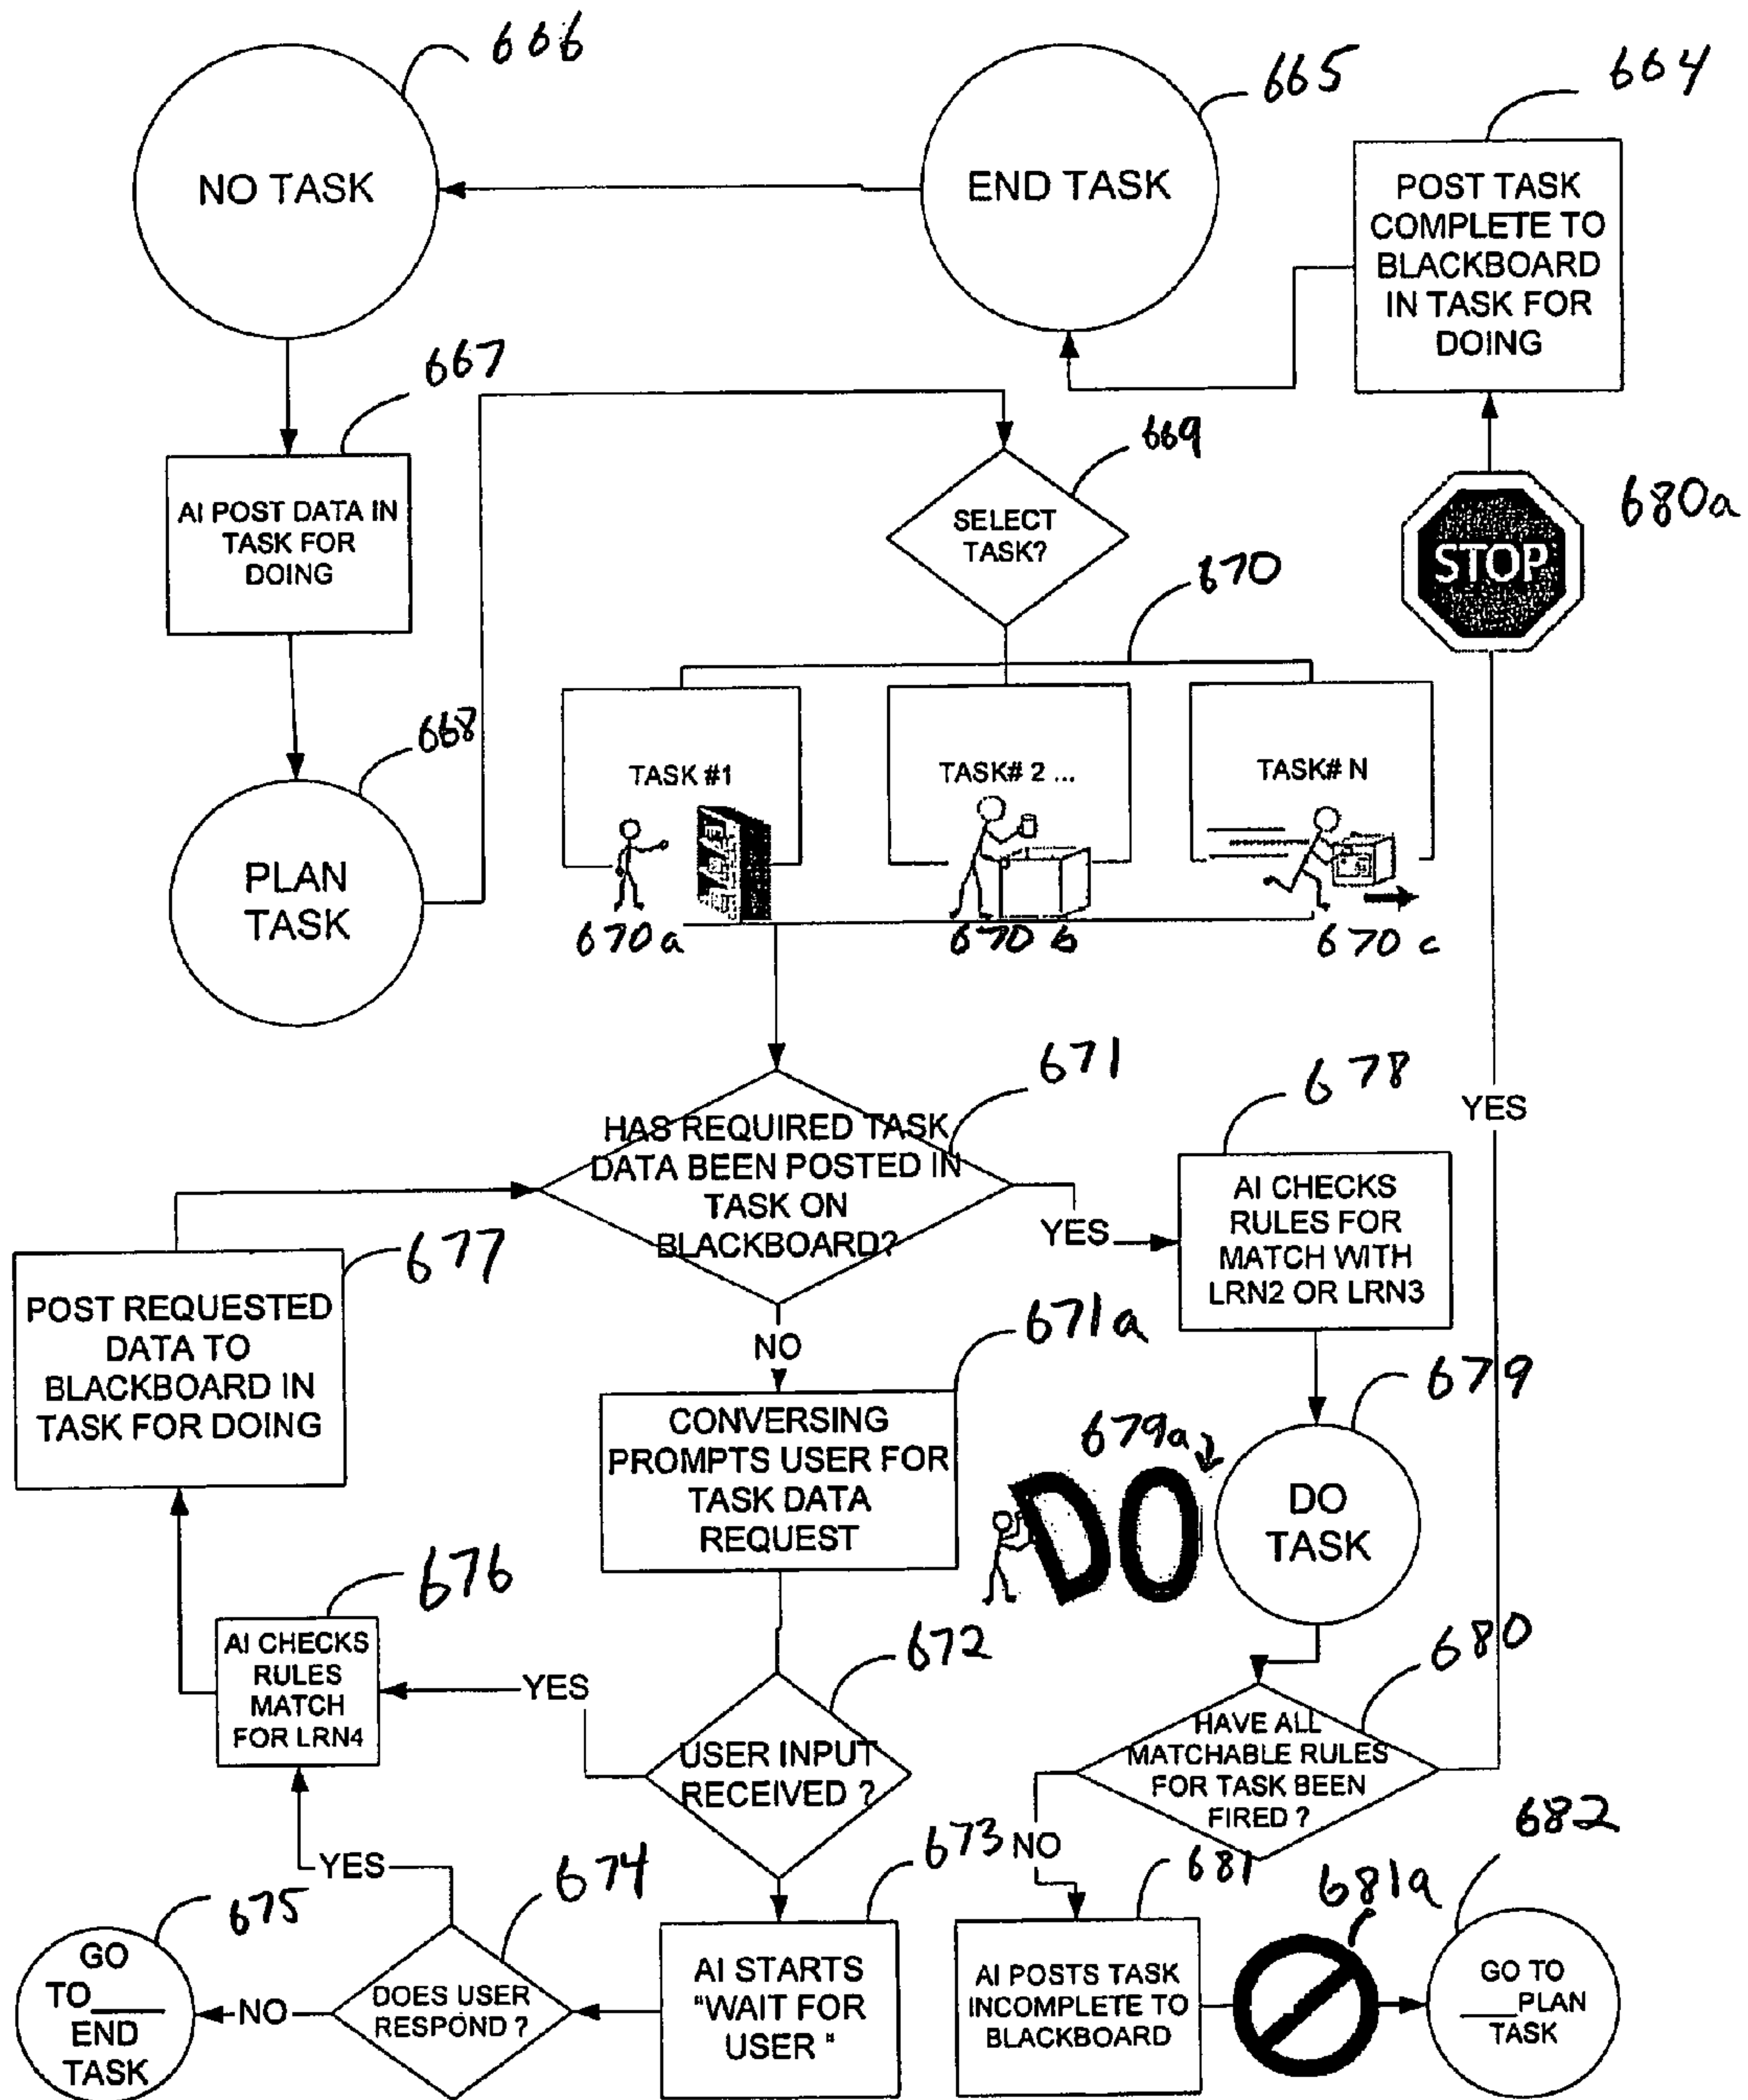 666
665
664
NO TASK
END TASK
POST TASK
COMPLETE TO
BLACKBOARD
IN TASK FOR
DOING
667
AI POST DATA IN
TASK FOR
DOING
669
SELECT
TASK?
680a
STOP
670
668
PLAN
TASK
TASK #1
TASK# 2 ...
TASK# N
670a
670b
670c
671
HAS REQUIRED TASK
DATA BEEN POSTED IN
TASK ON
BLACKBOARD?
YES
678
AI CHECKS
RULES FOR
MATCH WITH
LRN2 OR LRN3
YES
677
POST REQUESTED
DATA TO
BLACKBOARD IN
TASK FOR DOING
NO
671a
CONVERSING
PROMPTS USER FOR
TASK DATA
REQUEST
679
679a
DO
DO
TASK
676
AI CHECKS
RULES
MATCH
FOR LRN4
YES
672
USER INPUT
RECEIVED ?
680
HAVE ALL
MATCHABLE RULES
FOR TASK BEEN
FIRED ?
NO
682
681
681a
673
674
YES
675
GO
TO____
END
TASK
NO
DOES USER
RESPOND ?
AI STARTS
"WAIT FOR
USER "
AI POSTS TASK
INCOMPLETE TO
BLACKBOARD
GO TO
____PLAN
TASK